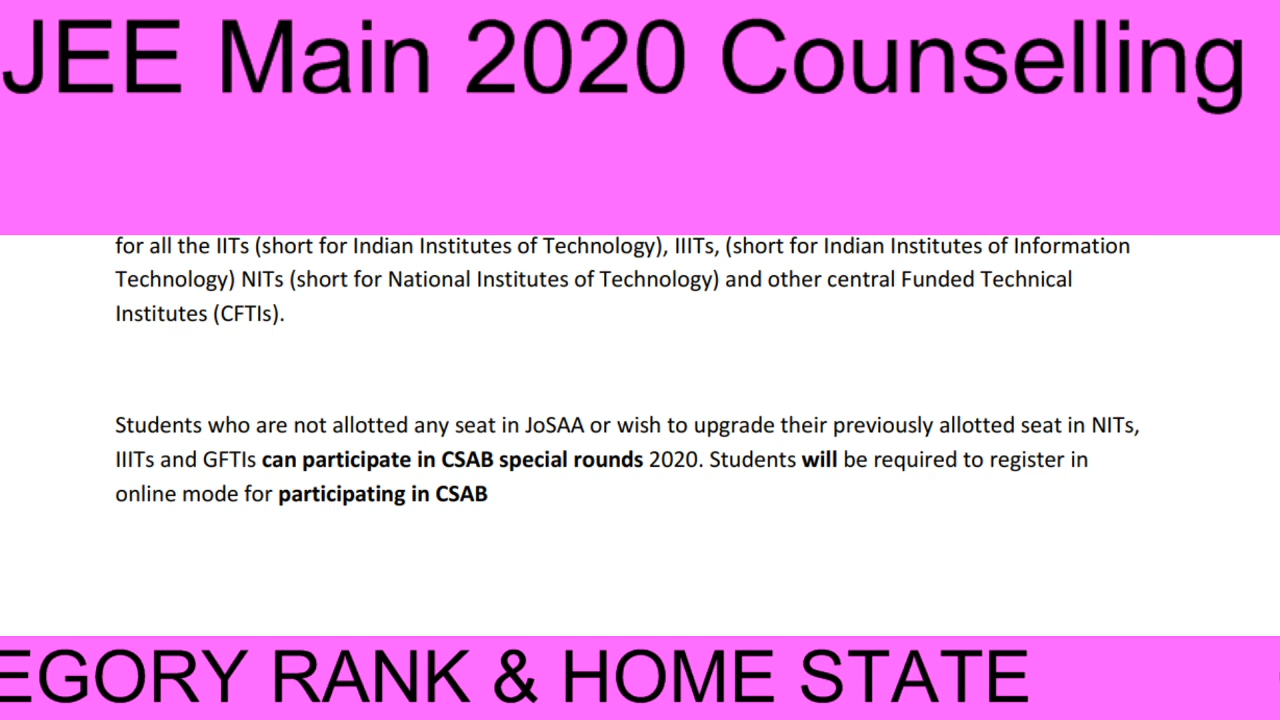 JEE Main 2020 Counselling
for all the IITs (short for Indian Institutes of Technology), IIITs, (short for Indian Institutes of Information
Technology) NITs (short for National Institutes of Technology) and other central Funded Technical
Institutes (CFTIs).
Students who are not allotted any seat in JoSAA or wish to upgrade their previously allotted seat in NITs,
IIITs and GFTIs can participate in CSAB special rounds 2020. Students will be required to register in
online mode for participating in CSAB
EGORY RANK & HOME STATE